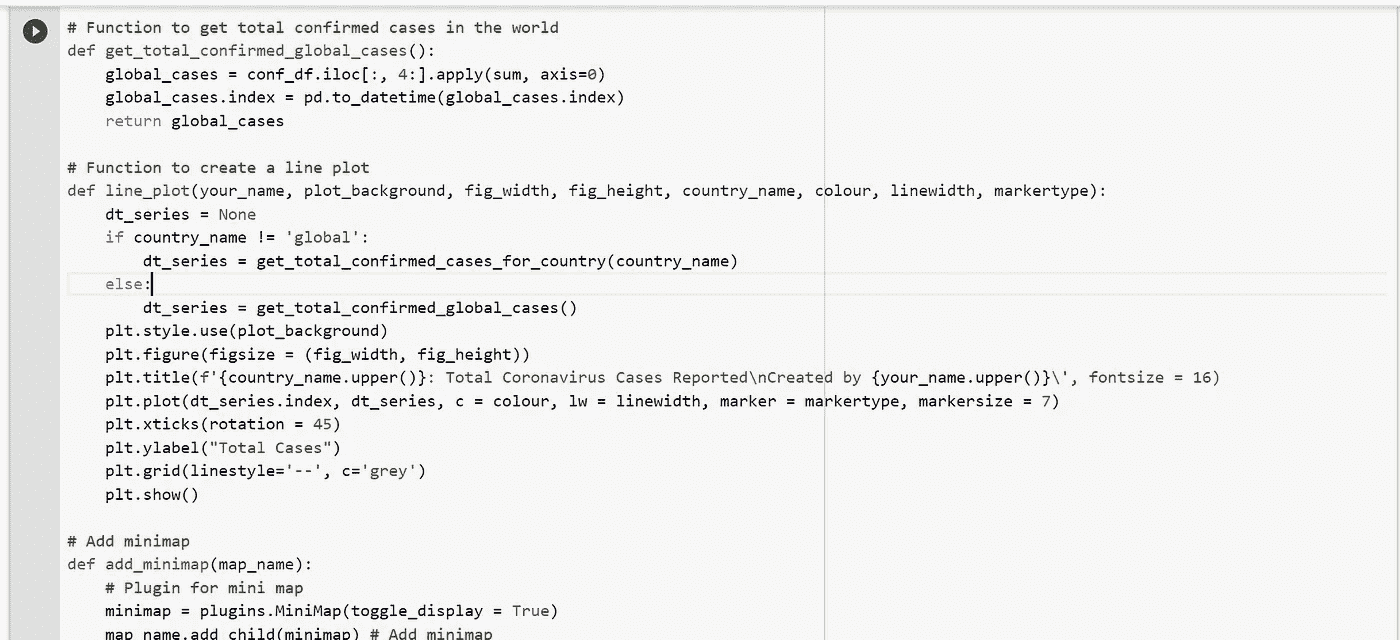 # Function to get total confirmed cases in the world
def get_total_confirmed_global_cases():
    global_cases = conf_df.iloc[:, 4:].apply(sum, axis=0)
    global_cases.index = pd.to_datetime(global_cases.index)
    return global_cases

# Function to create a line plot
def line_plot(your_name, plot_background, fig_width, fig_height, country_name, colour, linewidth, markertype):
    dt_series = None
    if country_name != 'global':
        dt_series = get_total_confirmed_cases_for_country(country_name)
    else:
        dt_series = get_total_confirmed_global_cases()
    plt.style.use(plot_background)
    plt.figure(figsize = (fig_width, fig_height))
    plt.title(f'{country_name.upper()}: Total Coronavirus Cases Reported\nCreated by {your_name.upper()}\', fontsize = 16)
    plt.plot(dt_series.index, dt_series, c = colour, lw = linewidth, marker = markertype, markersize = 7)
    plt.xticks(rotation = 45)
    plt.ylabel("Total Cases")
    plt.grid(linestyle='--', c='grey')
    plt.show()

# Add minimap
def add_minimap(map_name):
    # Plugin for mini map
    minimap = plugins.MiniMap(toggle_display = True)
    map_name.add_child(minimap) # Add minimap